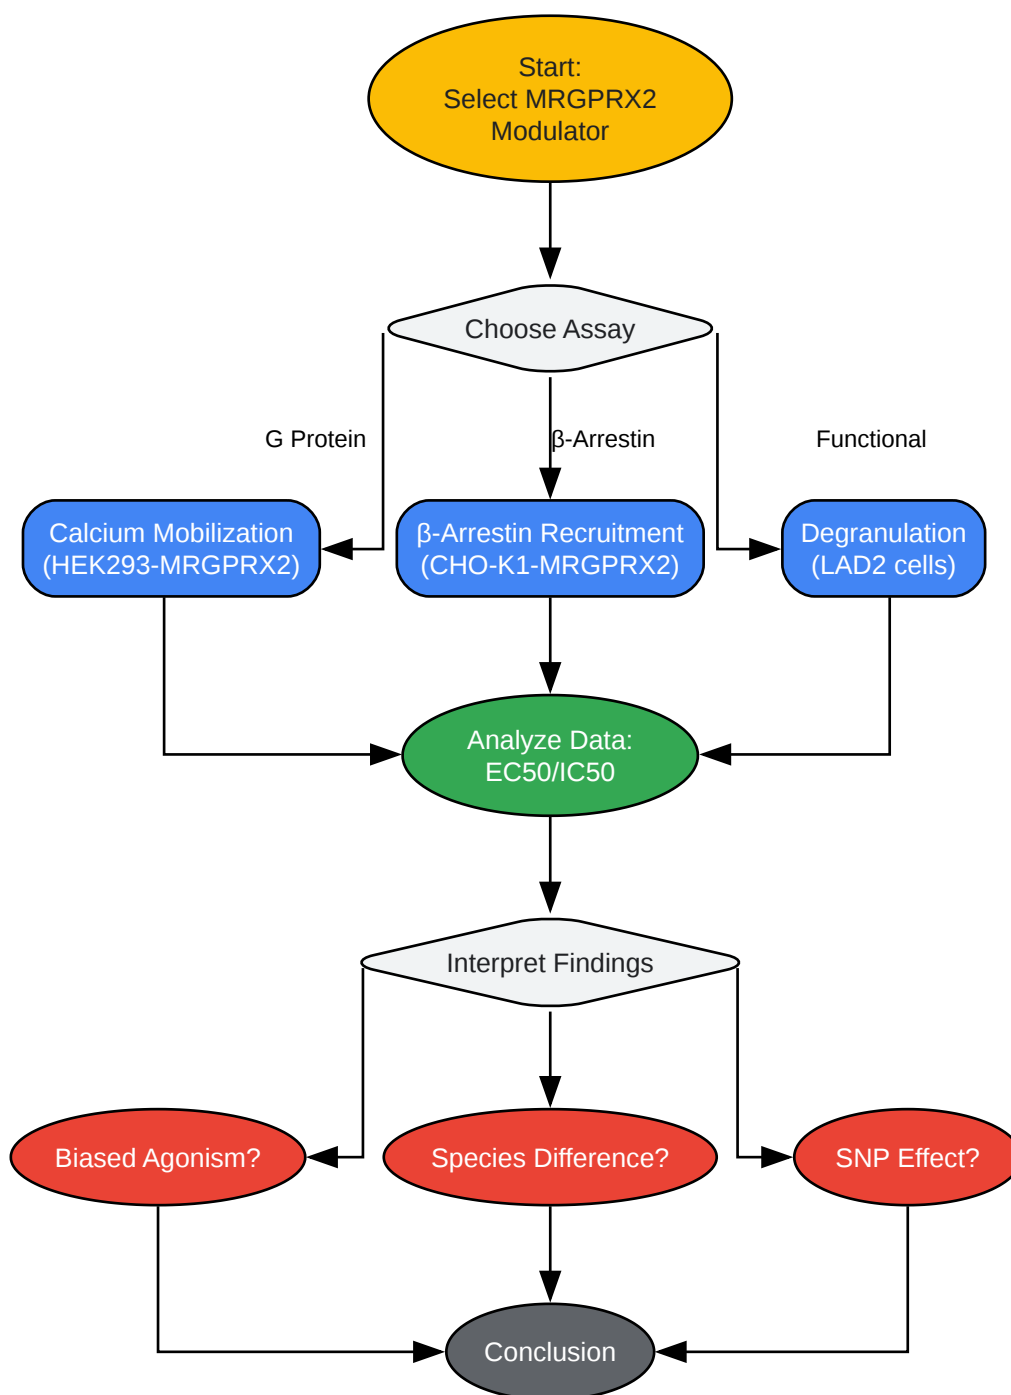 Start:
Select MRGPRX2
Modulator
Choose Assay
G Protein
β-Arrestin
Functional
Calcium Mobilization
(HEK293-MRGPRX2)
β-Arrestin Recruitment
(CHO-K1-MRGPRX2)
Degranulation
(LAD2 cells)
Analyze Data:
EC50/IC50
Interpret Findings
Biased Agonism?
Species Difference?
SNP Effect?
Conclusion